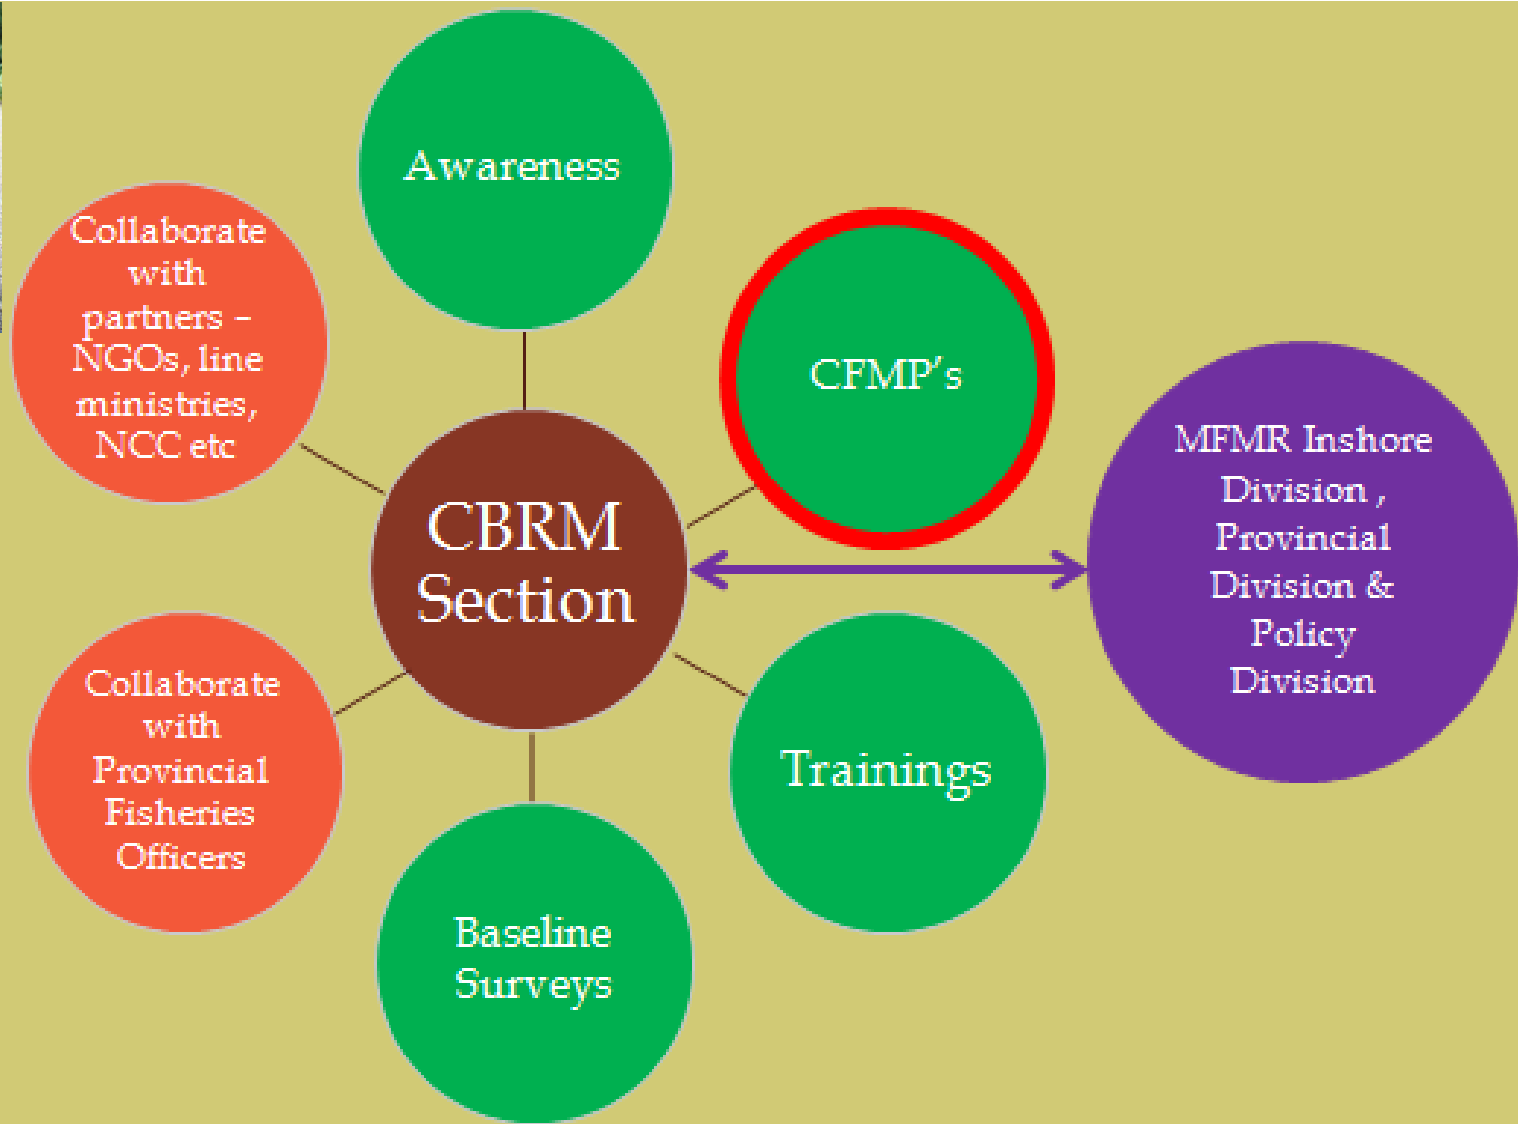 Awareness
Collaborate
with
partners –
NGOs, line
ministries,
NCC etc
CFMP's
MFMR Inshore
Division ,
Provincial
Division &
Policy
Division
CBRM
Section
Collaborate
with
Provincial
Fisheries
Officers
Trainings
Baseline
Surveys